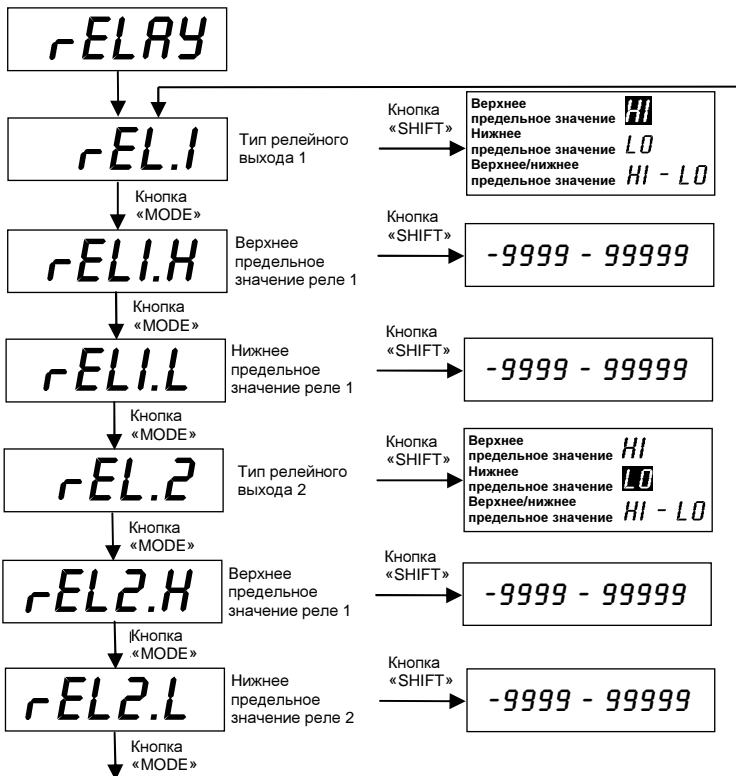 rELAY
rEL.1
Тип релейного
выхода 1
Кнопка
«SHIFT»
Верхнее
предельное значение HI
Нижнее
предельное значение LO
Верхнее/нижнее
предельное значение HI - LO
Кнопка
«MODE»
rEL1.H
Верхнее
предельное
значение реле 1
Кнопка
«SHIFT»
-9999 - 99999
Кнопка
«MODE»
rEL1.L
Нижнее
предельное
значение реле 1
Кнопка
«SHIFT»
-9999 - 99999
Кнопка
«MODE»
rEL.2
Тип релейного
выхода 2
Кнопка
«SHIFT»
Верхнее
предельное значение HI
Нижнее
предельное значение LO
Верхнее/нижнее
предельное значение HI - LO
Кнопка
«MODE»
rEL2.H
Верхнее
предельное
значение реле 1
Кнопка
«SHIFT»
-9999 - 99999
Кнопка
«MODE»
rEL2.L
Нижнее
предельное
значение реле 2
Кнопка
«SHIFT»
-9999 - 99999
Кнопка
«MODE»